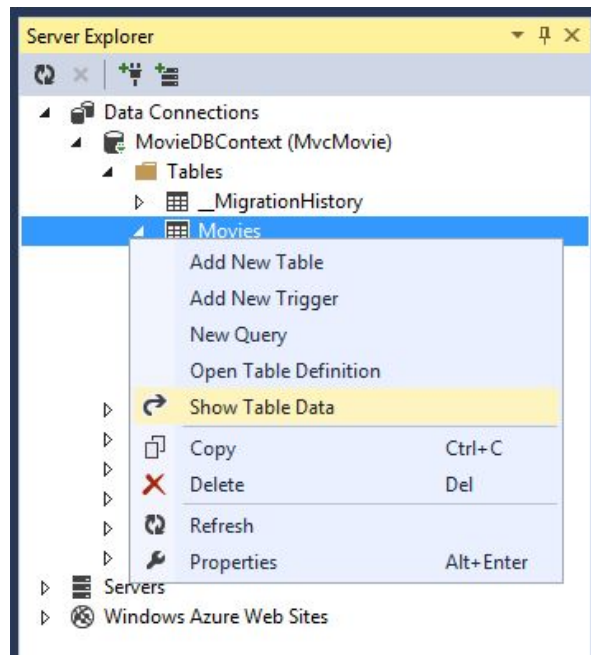 Server Explorer
Data Connections
MovieDBContext (MvcMovie)
Tables
__MigrationHistory
Movies
Add New Table
Add New Trigger
New Query
Open Table Definition
Show Table Data
Copy Ctrl+C
Delete Del
Refresh
Properties Alt+Enter
Servers
Windows Azure Web Sites